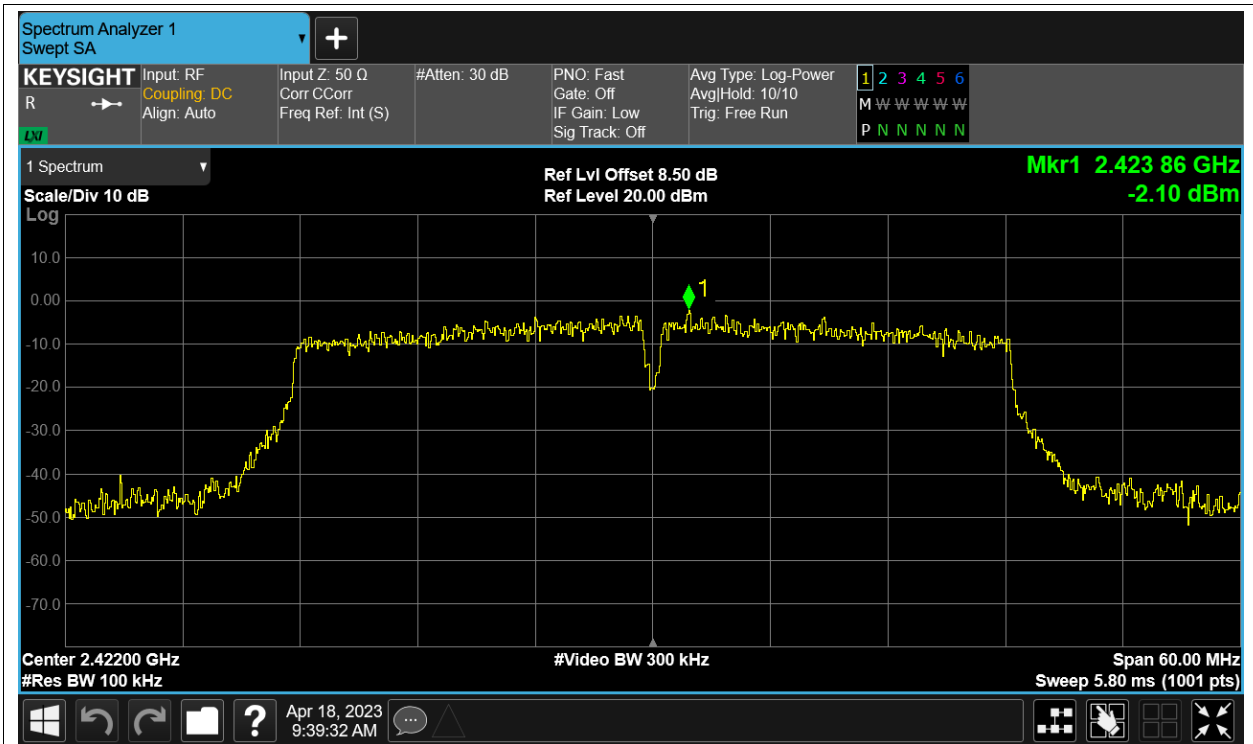 Spectrum Analyzer 1
Swept SA
KEYSIGHT
R
LXI
Input: RF
Coupling: DC
Align: Auto
Input Z: 50 Ω
Corr CCorr
Freq Ref: Int (S)
#Atten: 30 dB
PNO: Fast
Gate: Off
IF Gain: Low
Sig Track: Off
Avg Type: Log-Power
Avg|Hold: 10/10
Trig: Free Run
1 2 3 4 5 6
M W W W W W
P N N N N N
1 Spectrum
Scale/Div 10 dB
Log
Ref Lvl Offset 8.50 dB
Ref Level 20.00 dBm
Mkr1 2.423 86 GHz
-2.10 dBm
10.0
0.00
-10.0
-20.0
-30.0
-40.0
-50.0
-60.0
-70.0
1
Center 2.42200 GHz
#Res BW 100 kHz
#Video BW 300 kHz
Span 60.00 MHz
Sweep 5.80 ms (1001 pts)
?
Apr 18, 2023
9:39:32 AM